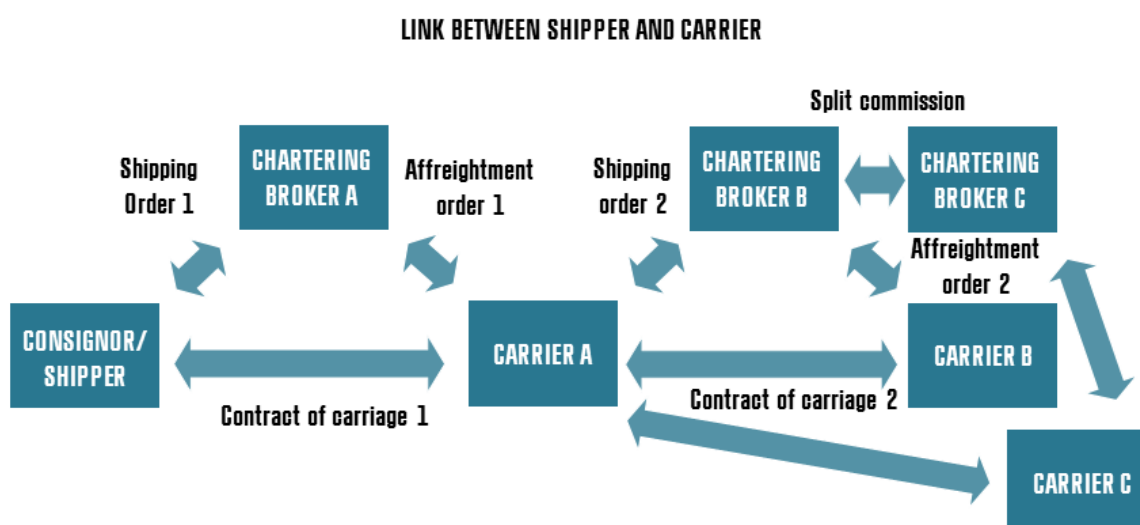 LINK BETWEEN SHIPPER AND CARRIER
Split commission
Shipping
Order 1
CHARTERING
BROKER A
Affreightment
order 1
Shipping
order 2
CHARTERING
BROKER B
CHARTERING
BROKER C
Affreightment
order 2
CONSIGNOR/
SHIPPER
CARRIER A
CARRIER B
Contract of carriage 1
Contract of carriage 2
CARRIER C